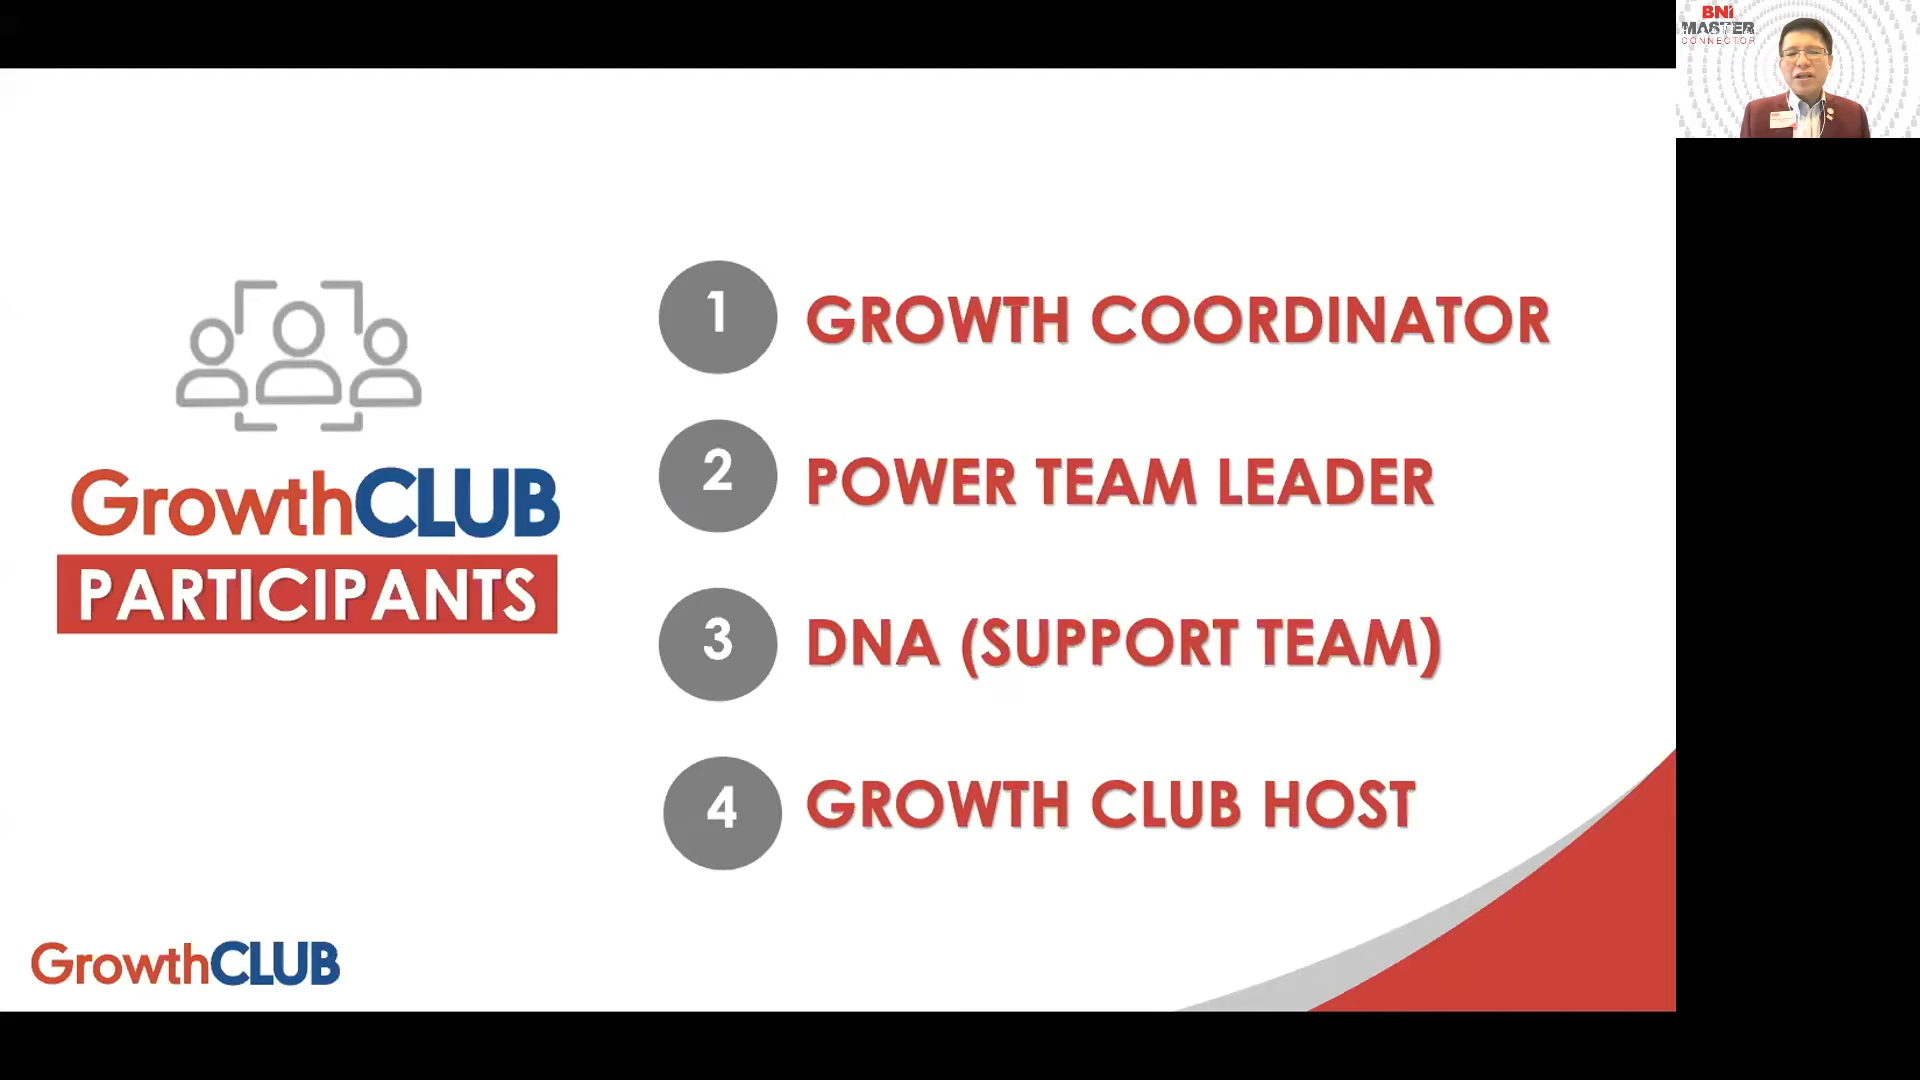 BNI
MASTER
CONNECTOR
GrowthCLUB
PARTICIPANTS
1 GROWTH COORDINATOR
2 POWER TEAM LEADER
3 DNA (SUPPORT TEAM)
4 GROWTH CLUB HOST
GrowthCLUB